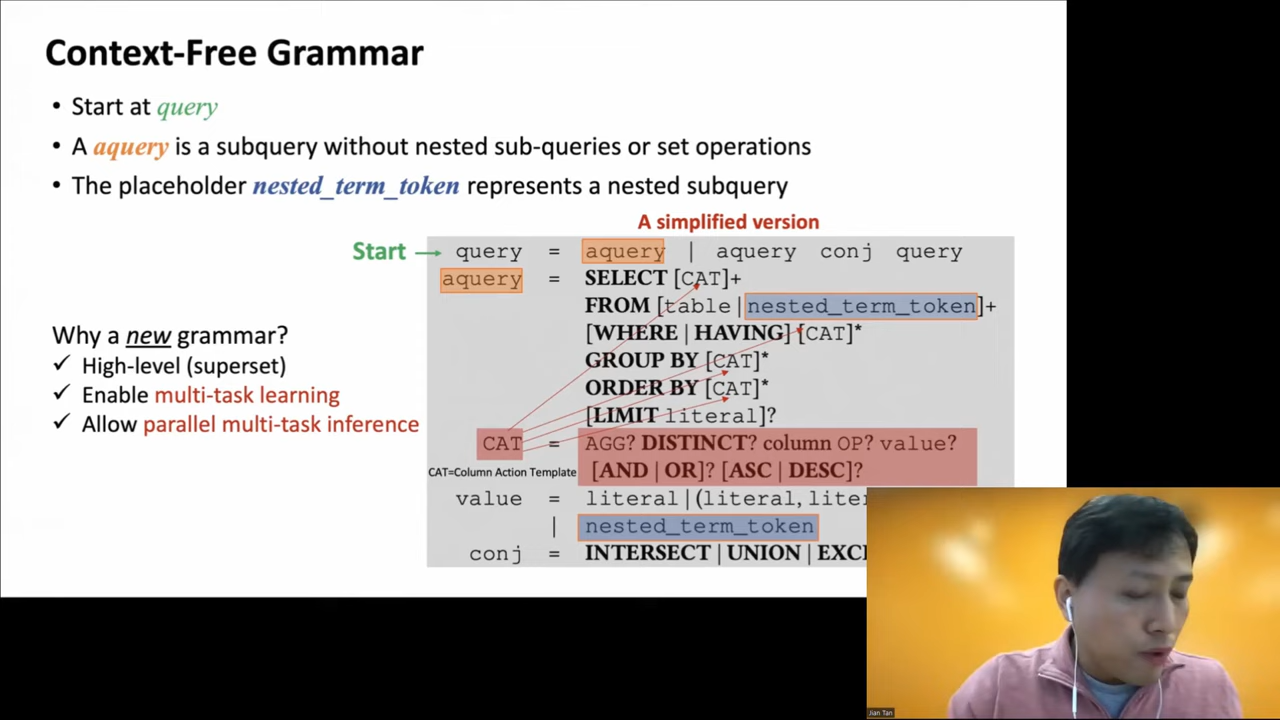 Context-Free Grammar
• Start at query
• A aquery is a subquery without nested sub-queries or set operations
• The placeholder nested_term_token represents a nested subquery
A simplified version
Start → query = aquery | aquery conj query
aquery = SELECT [CAT]+
FROM [table|nested_term_token]+
[WHERE | HAVING] [CAT]*
GROUP BY [CAT]*
ORDER BY [CAT]*
[LIMIT literal]?
CAT = AGG? DISTINCT? column OP? value?
CAT=Column Action Template
[AND | OR]? [ASC | DESC]?
value = literal|(literal,
| nested_term_token
conj = INTERSECT | UNION |
Why a new grammar?
✓ High-level (superset)
✓ Enable multi-task learning
✓ Allow parallel multi-task inference
Jian Tan